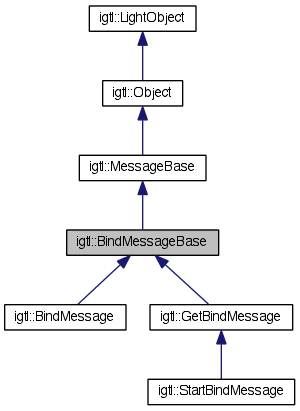 igtl::LightObject
igtl::Object
igtl::MessageBase
igtl::BindMessageBase
igtl::BindMessage
igtl::GetBindMessage
igtl::StartBindMessage